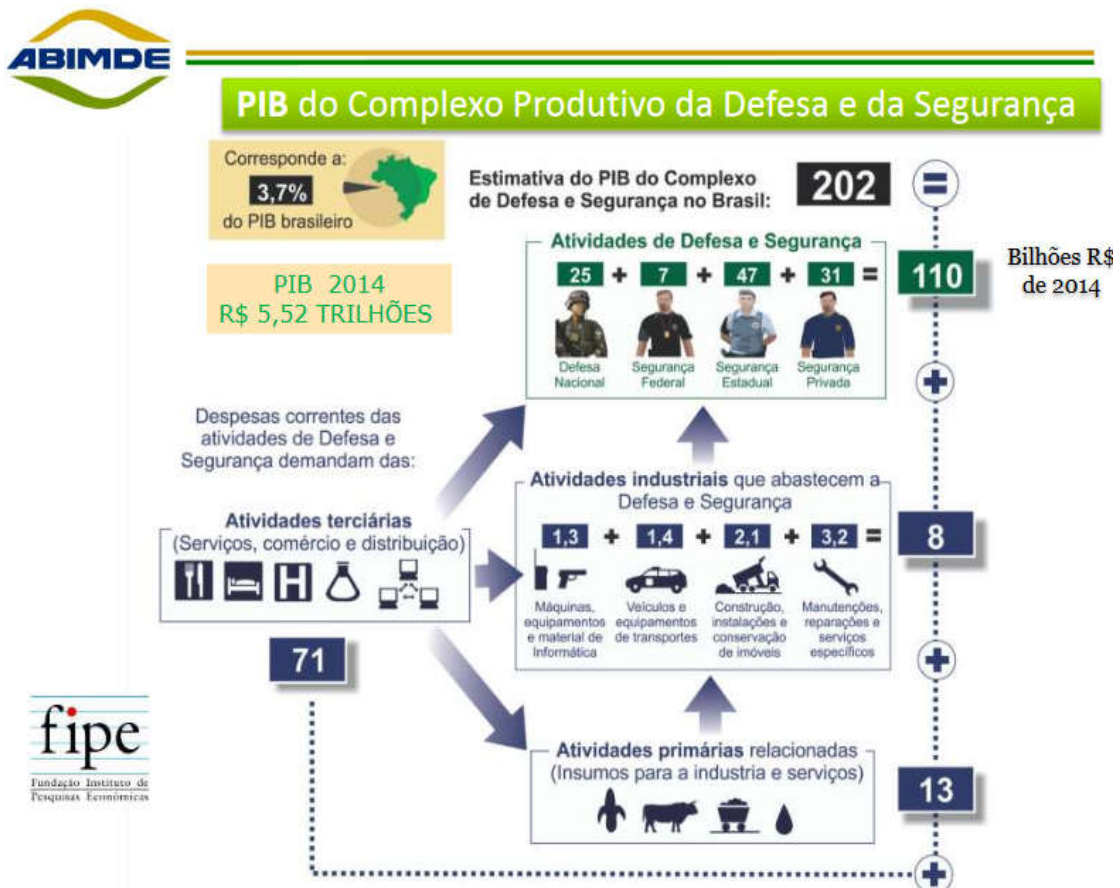 ABIMDE
PIB do Complexo Produtivo da Defesa e da Segurança
Corresponde a:
3,7%
do PIB brasileiro
Estimativa do PIB do Complexo
de Defesa e Segurança no Brasil:
202
=
PIB 2014
R$ 5,52 TRILHÕES
Atividades de Defesa e Segurança
25 + 7 + 47 + 31 =
110
Bilhões R$
de 2014
Defesa
Nacional
Segurança
Federal
Segurança
Estadual
Segurança
Privada
+
Despesas correntes das
atividades de Defesa e
Segurança demandam das:
Atividades terciárias
(Serviços, comércio e distribuição)
H
71
Atividades industriais que abastecem a
Defesa e Segurança
1,3 + 1,4 + 2,1 + 3,2 =
8
Máquinas,
equipamentos
e material de
Informática
Veículos e
equipamentos
de transportes
Construção,
instalações e
conservação
de imóveis
Manutenções,
reparações e
serviços
específicos
+
fipe
Fundação Instituto de
Pesquisas Econômicas
Atividades primárias relacionadas
(Insumos para a industria e serviços)
13
+